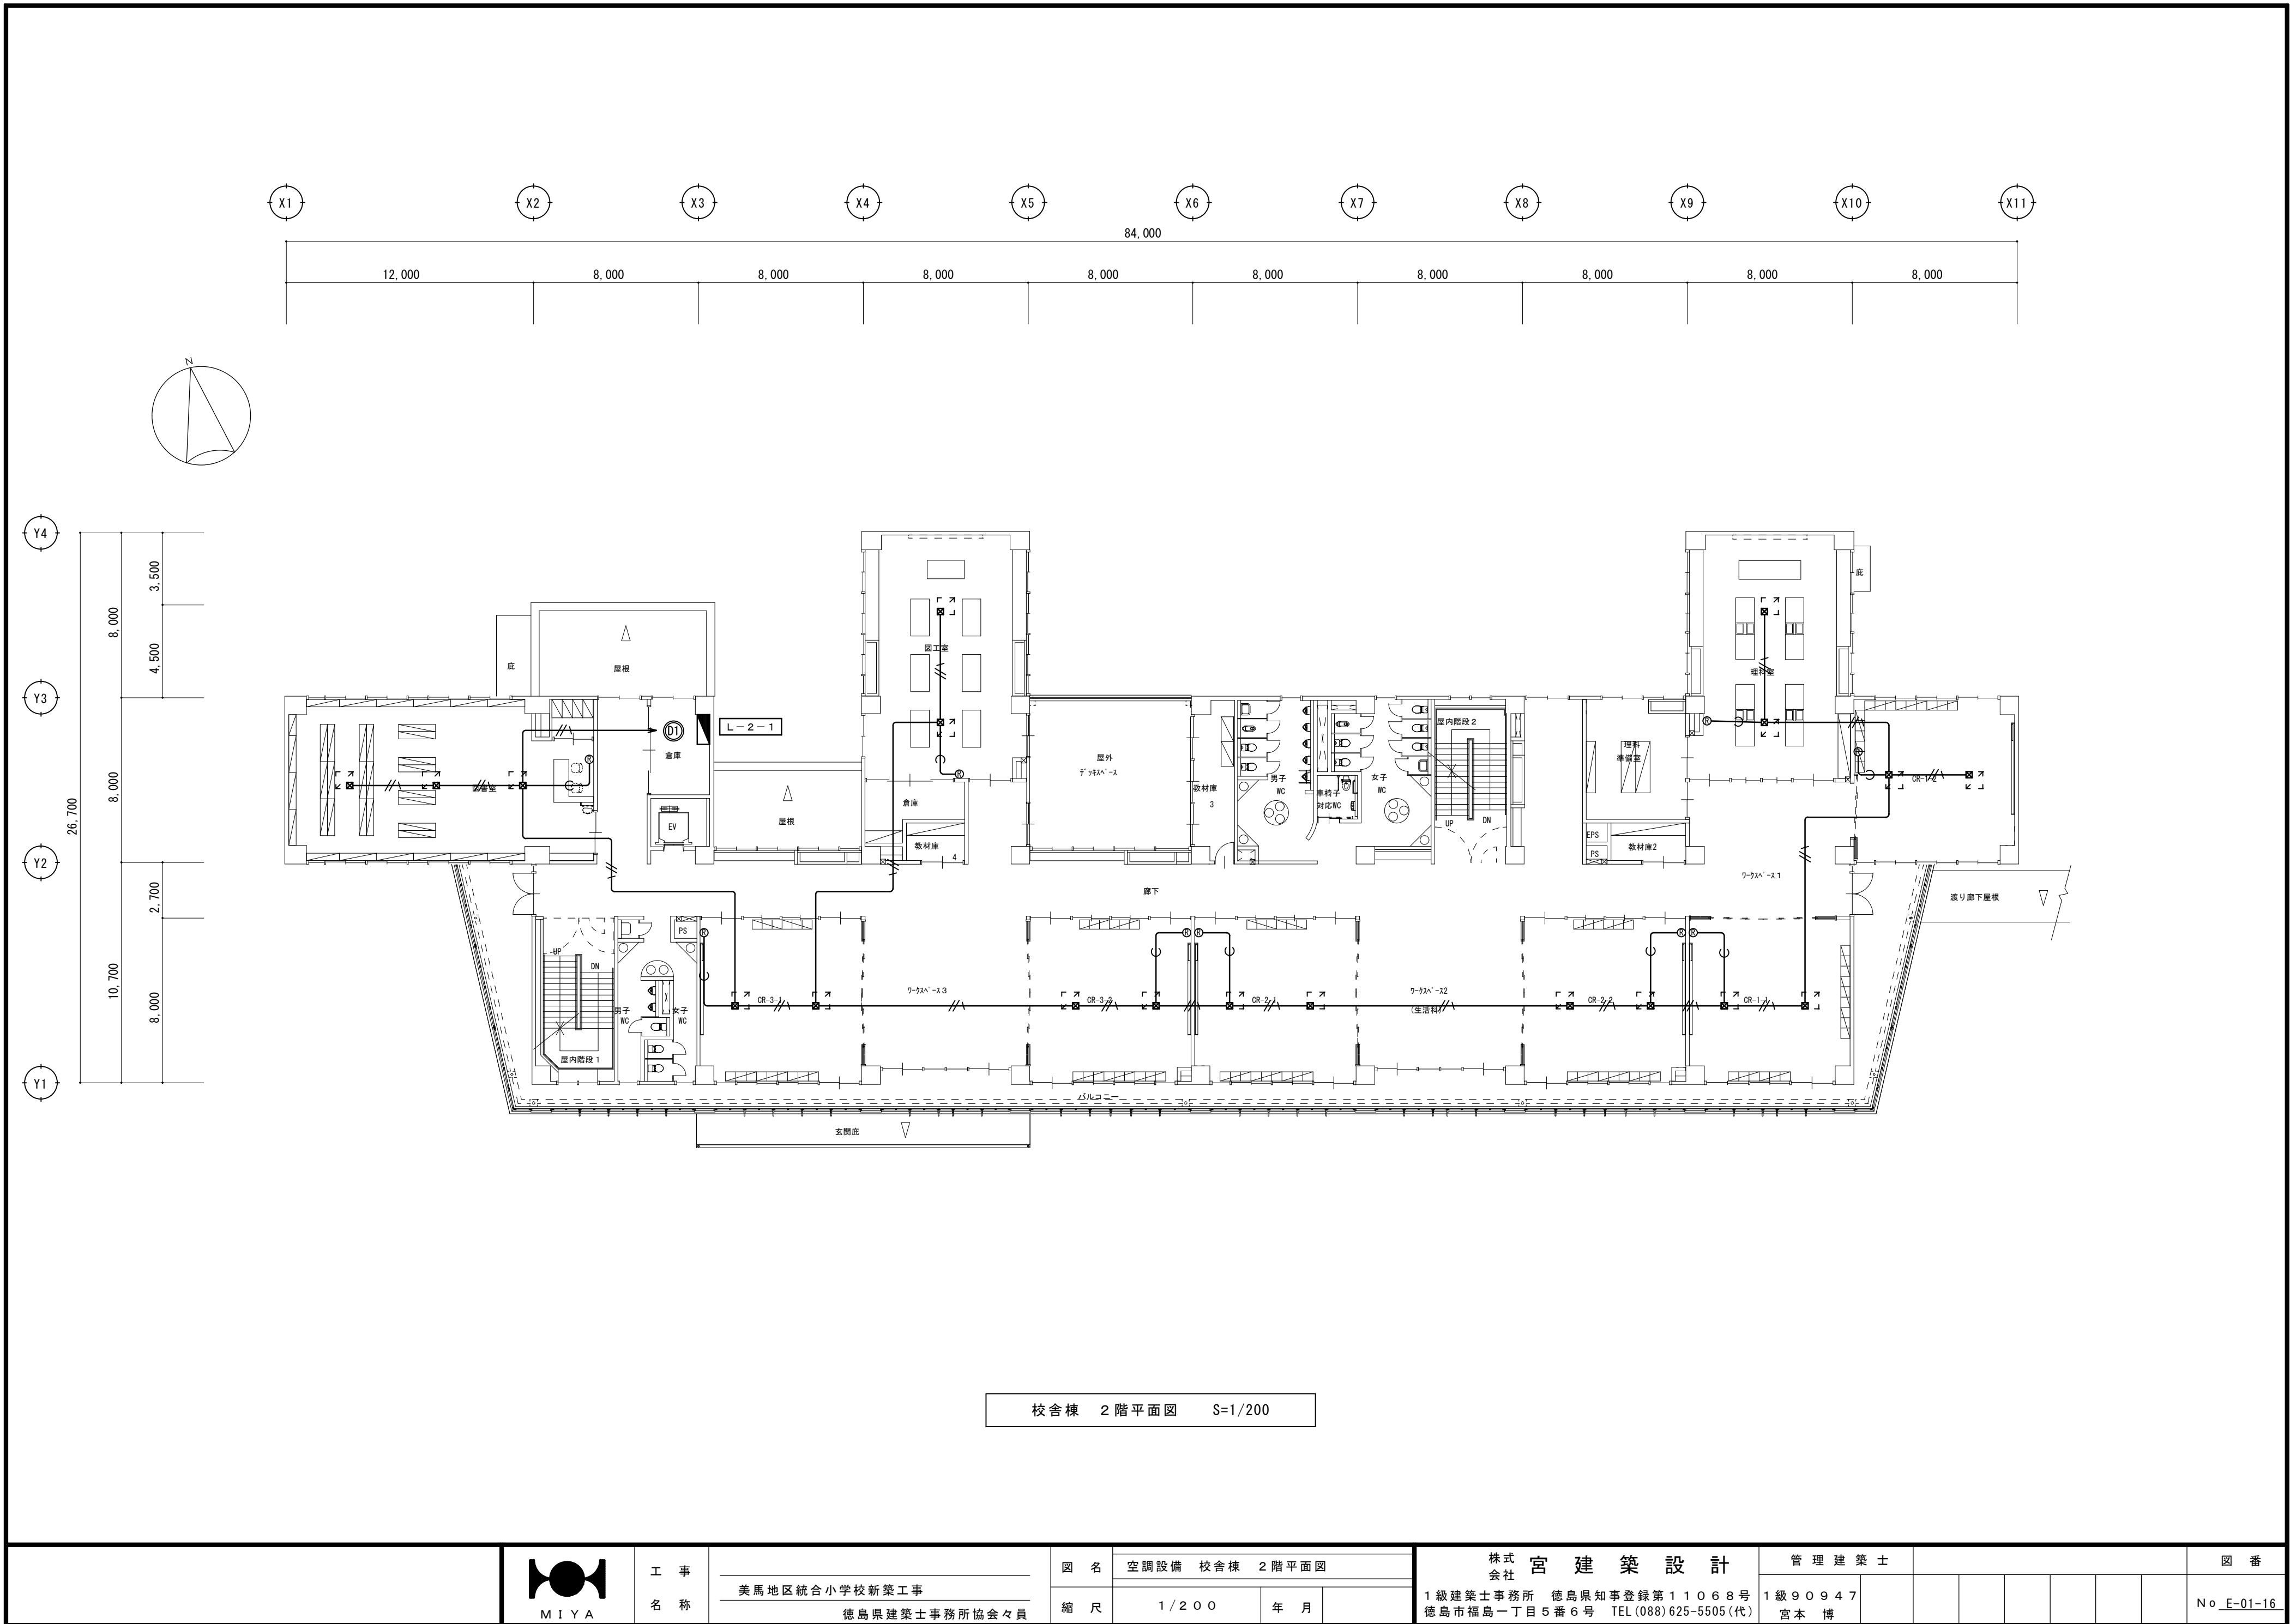 X1 X2 X3 X4 X5 X6 X7 X8 X9 X10 X11
84,000
12,000 8,000 8,000 8,000 8,000 8,000 8,000 8,000 8,000 8,000
N
Y4
Y3
Y2
Y1
3,500
4,500
2,700
8,000
8,000
8,000
10,700
26,700
庇
屋根
図工室
理科室
庇
D1
L-2-1
倉庫
図書室
EV
屋根
倉庫
教材庫
4
屋外
ﾃﾞｯｷｽﾍﾟｰｽ
教材庫
3
男子
WC
車椅子
対応WC
女子
WC
屋内階段2
UP
DN
理科
準備室
EPS
PS
教材庫2
CR-1-2
ﾜｰｸｽﾍﾟｰｽ1
廊下
渡り廊下屋根
UP
DN
PS
男子
WC
女子
WC
屋内階段1
CR-3-1
ﾜｰｸｽﾍﾟｰｽ3
CR-3-2
CR-2-1
ﾜｰｸｽﾍﾟｰｽ2
(生活科)
CR-2-2
CR-1-1
R R R R R R R R R
バルコニー
玄関庇
校舎棟 2階平面図 S=1/200
MIYA
工事
名称
美馬地区統合小学校新築工事
徳島県建築士事務所協会々員
図名 空調設備 校舎棟 2階平面図
縮尺 1/200 年月
株式会社 宮建築設計
1級建築士事務所 徳島県知事登録第11068号
徳島市福島一丁目5番6号 TEL(088)625-5505(代)
管理建築士
1級90947
宮本 博
図番
No E-01-16